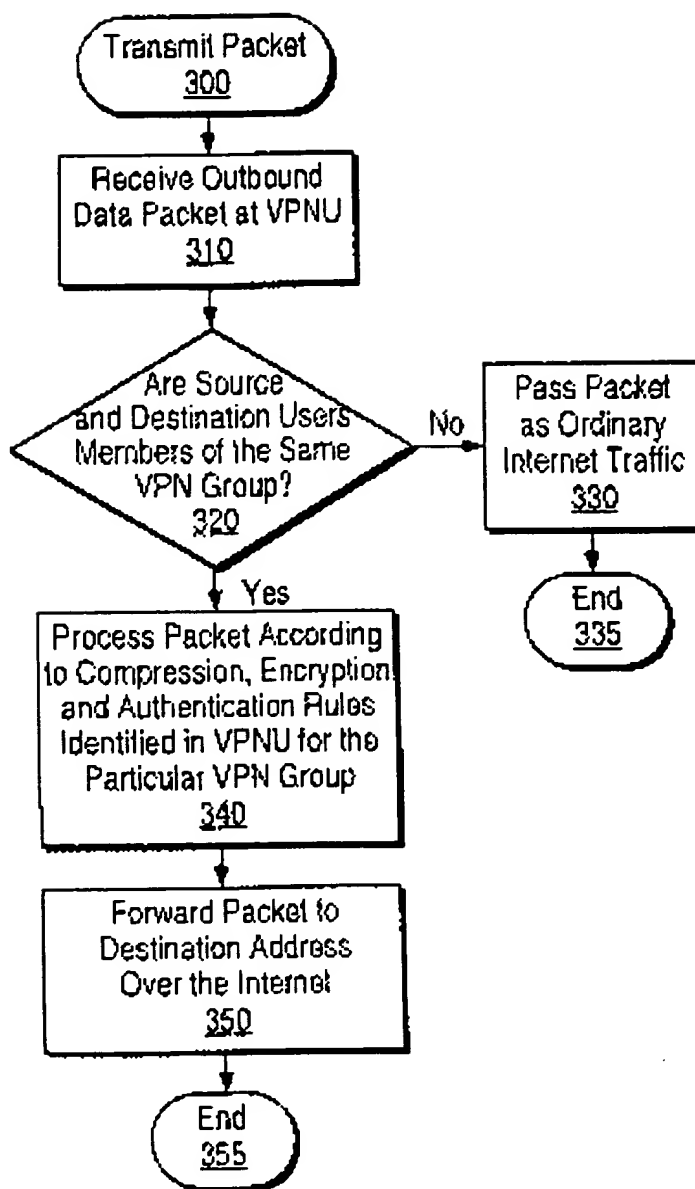 Transmit Packet
300
Receive Outbound
Data Packet at VPNU
310
Are Source
and Destination Users
Members of the Same
VPN Group?
320
No
Pass Packet
as Ordinary
Internet Traffic
330
End
335
Yes
Process Packet According
to Compression, Encryption
and Authentication Rules
Identified in VPNU for the
Particular VPN Group
340
Forward Packet to
Destination Address
Over the Internet
350
End
355